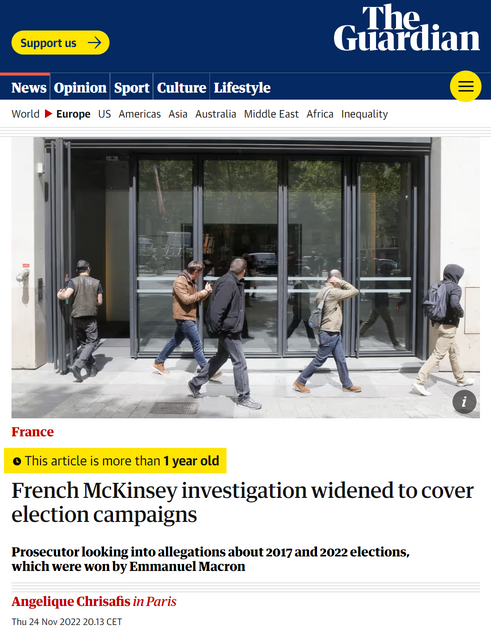 Support us
The
Guardian
News Opinion Sport Culture Lifestyle
World Europe US Americas Asia Australia Middle East Africa Inequality
i
France
This article is more than 1 year old
French McKinsey investigation widened to cover
election campaigns
Prosecutor looking into allegations about 2017 and 2022 elections,
which were won by Emmanuel Macron
Angelique Chrisafis in Paris
Thu 24 Nov 2022 20.13 CET